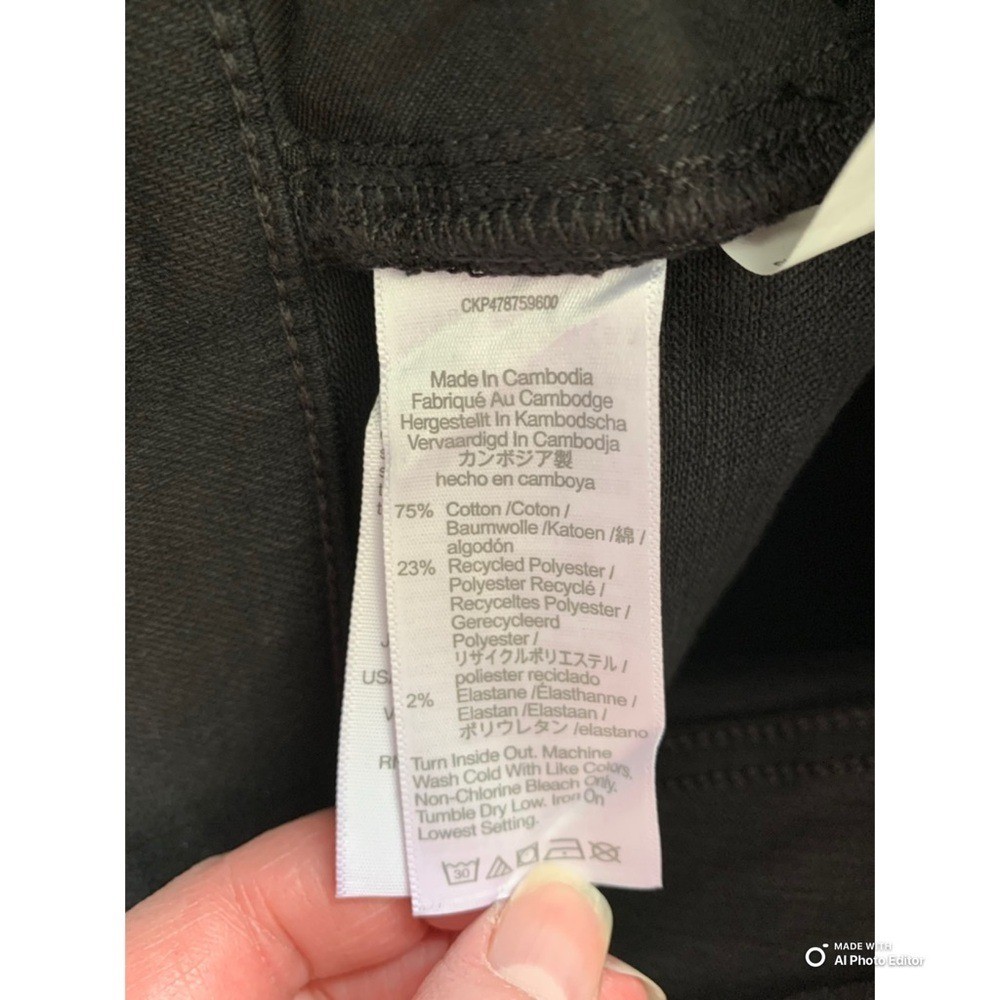 CKP478759600
Made In Cambodia
Fabriqué Au Cambodge
Hergestellt In Kambodscha
Vervaardigd In Cambodja
カンボジア製
hecho en camboya
75% Cotton /Coton /
Baumwolle /Katoen /綿 /
algodón
23% Recycled Polyester /
Polyester Recyclé /
Recyceltes Polyester /
Gerecycleerd
Polyester /
リサイクルポリエステル /
poliester reciclado
2% Elastane /Élasthanne /
Elastan /Elastaan /
ポリウレタン /elastano
Turn Inside Out. Machine
Wash Cold With Like Colors.
Non-Chlorine Bleach Only.
Tumble Dry Low. Iron On
Lowest Setting.
30
US
MADE WITH
AI Photo Editor